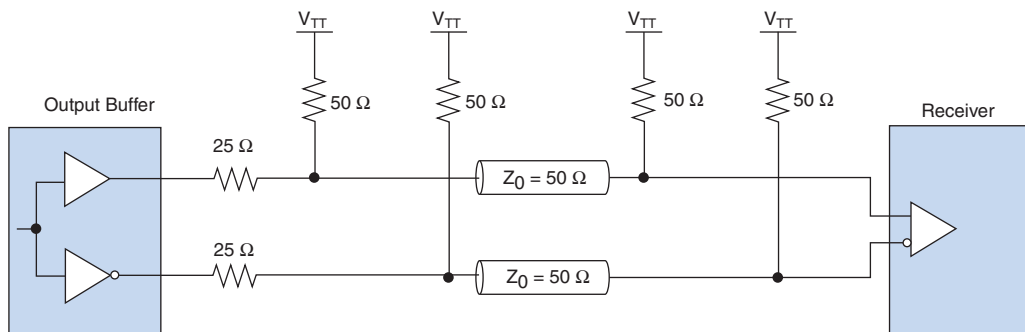 V_TT V_TT V_TT V_TT
50 Ω 50 Ω 50 Ω 50 Ω
Output Buffer
Receiver
25 Ω
Z_0 = 50 Ω
25 Ω
Z_0 = 50 Ω